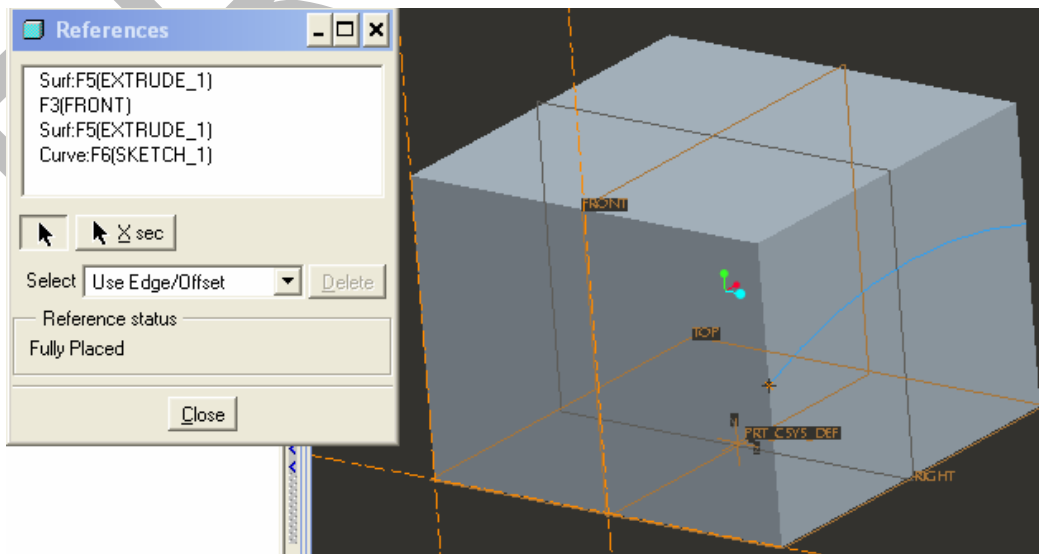 References
Surf:F5(EXTRUDE_1)
F3(FRONT)
Surf:F5(EXTRUDE_1)
Curve:F6(SKETCH_1)
X sec
Select Use Edge/Offset Delete
Reference status
Fully Placed
Close
FRONT
TOP
PRT_CSYS_DEF
RIGHT